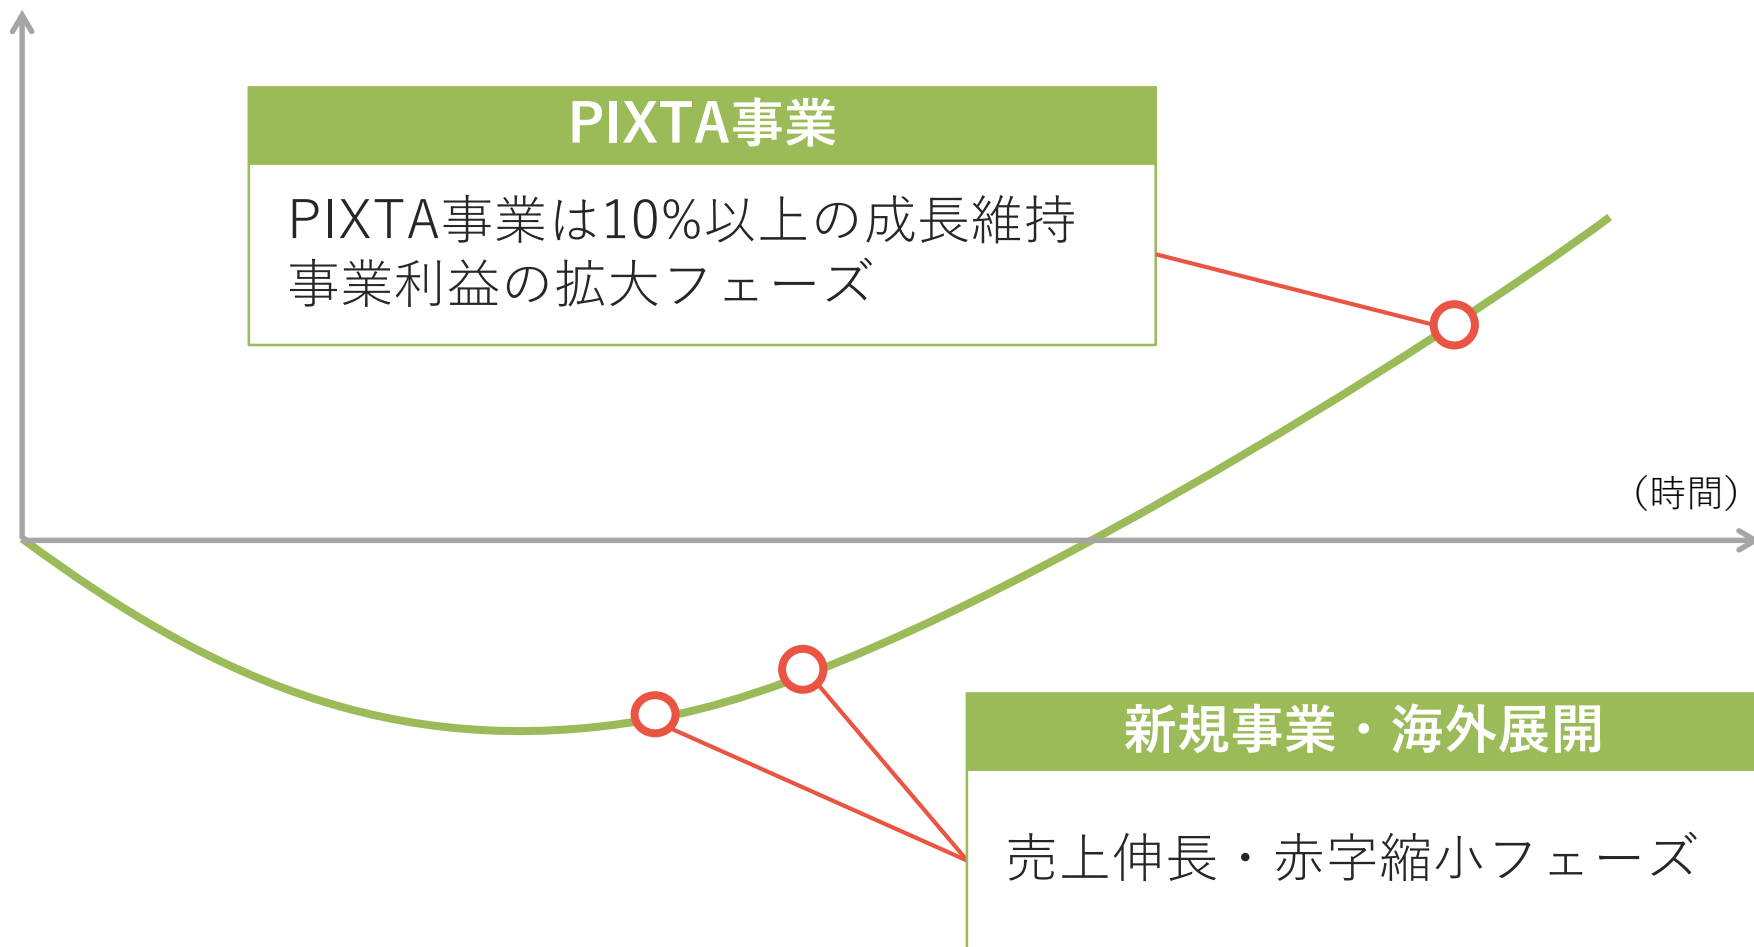 PIXTA事業
PIXTA事業は10%以上の成長維持
事業利益の拡大フェーズ
（時間）
新規事業・海外展開
売上伸長・赤字縮小フェーズ